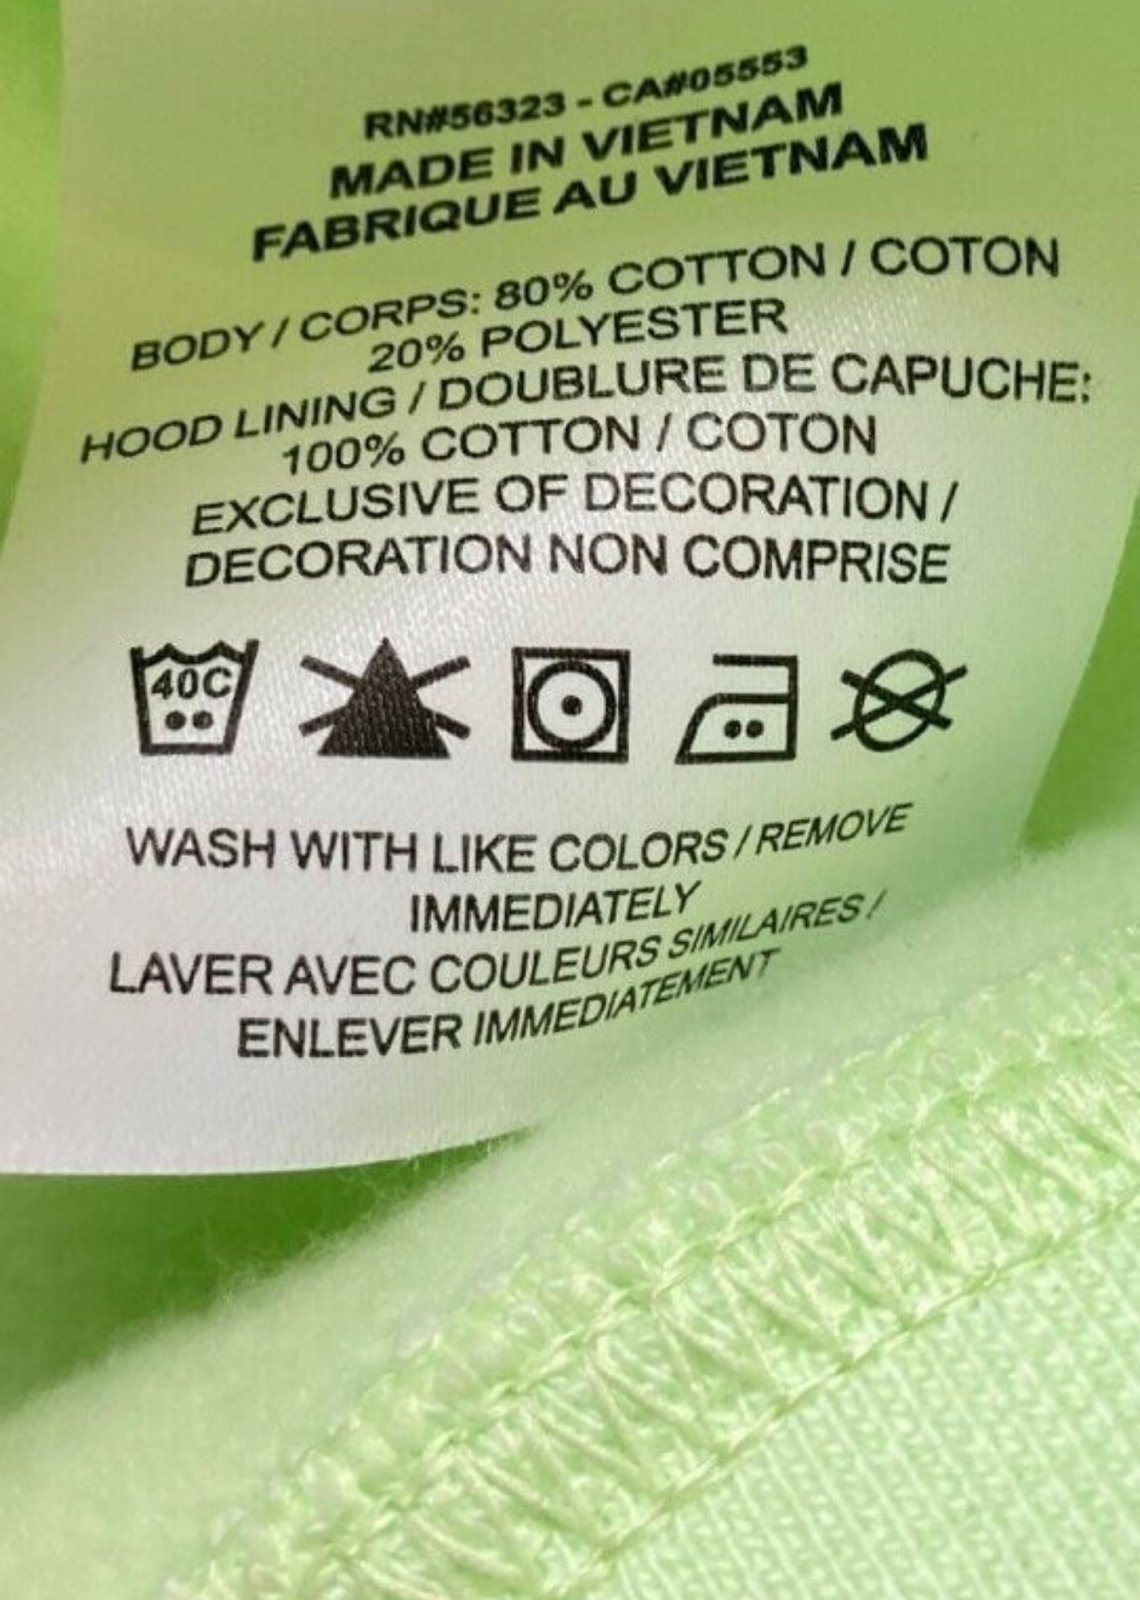 RN#56323 - CA#05553
MADE IN VIETNAM
FABRIQUE AU VIETNAM
BODY / CORPS: 80% COTTON / COTON
20% POLYESTER
HOOD LINING / DOUBLURE DE CAPUCHE:
100% COTTON / COTON
EXCLUSIVE OF DECORATION /
DECORATION NON COMPRISE
40C
WASH WITH LIKE COLORS / REMOVE
IMMEDIATELY
LAVER AVEC COULEURS SIMILAIRES /
ENLEVER IMMEDIATEMENT